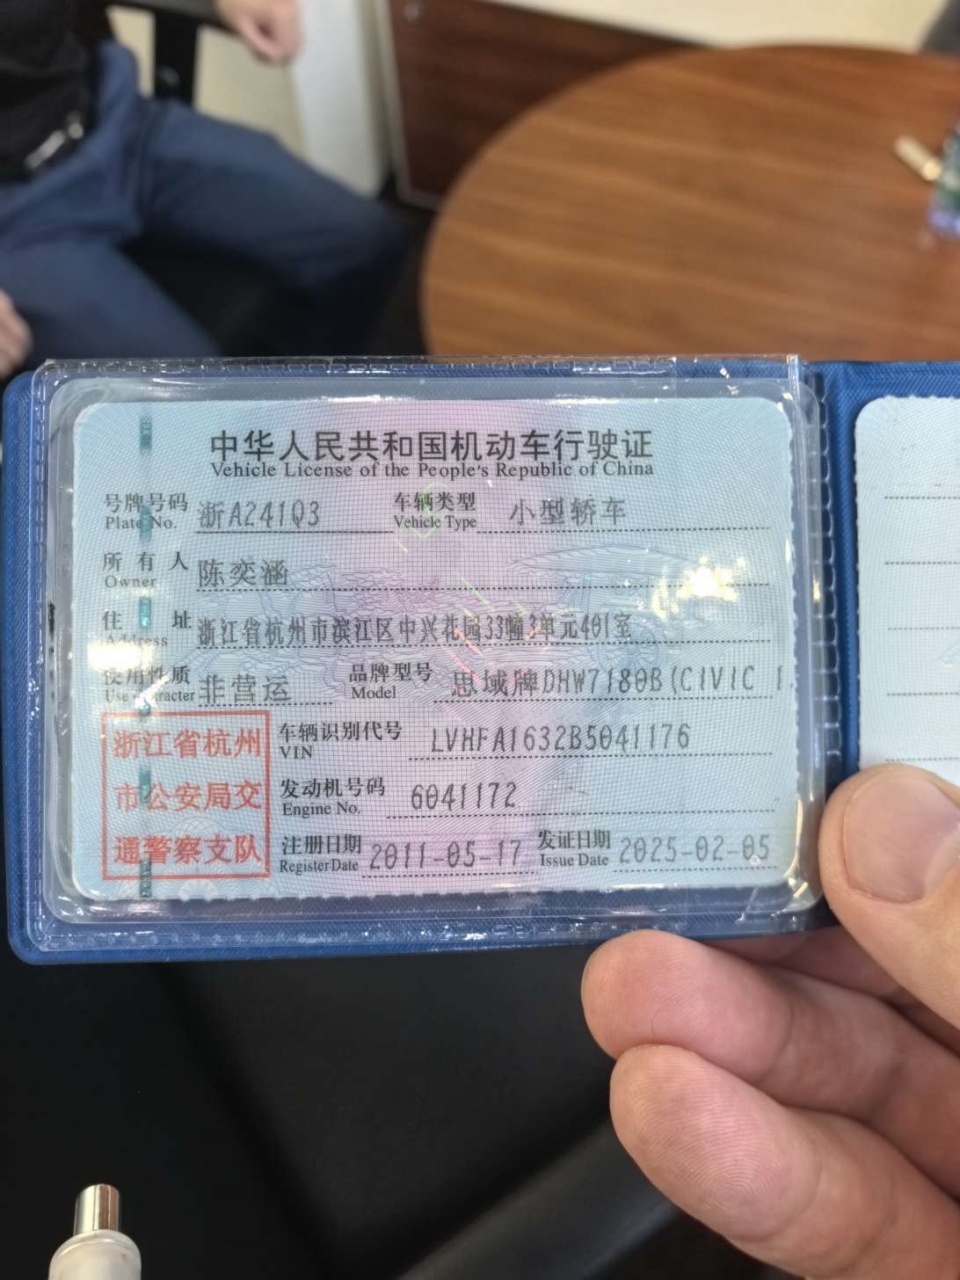 中华人民共和国机动车行驶证
Vehicle License of the People's Republic of China
号牌号码 浙A241Q3 车辆类型 小型轿车
Plate No. Vehicle Type
所有人 陈奕涵
Owner
住址 浙江省杭州市滨江区中兴花园33幢3单元401室
Address
使用性质 非营运 品牌型号 思域牌DHW7180B(CIVIC 1
Use Character Model
浙江省杭州
市公安局交
通警察支队
车辆识别代号 LVHFA1632B5041176
VIN
发动机号码 6041172
Engine No.
注册日期 2011-05-17 发证日期 2025-02-05
Register Date Issue Date